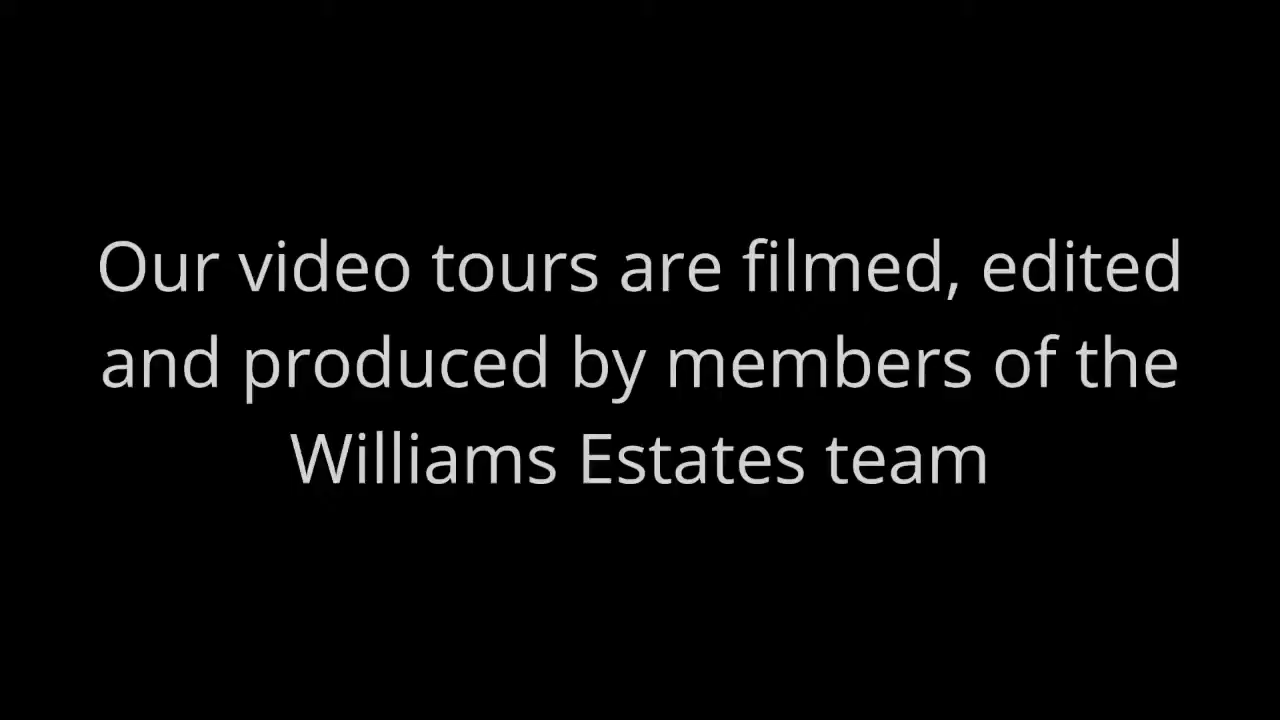 Our video tours are filmed, edited
and produced by members of the
Williams Estates team